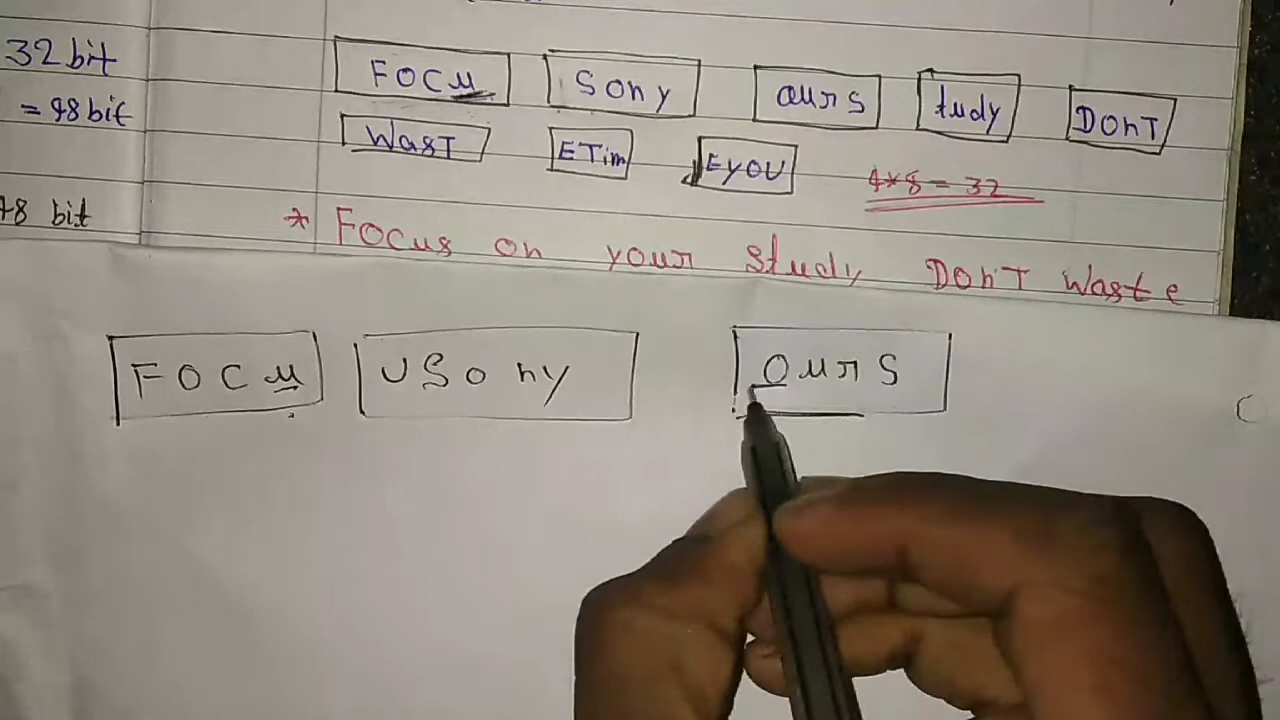 32 bit FOCU SonY OURS tudy DOnT
= 48 bit WasT ETim EYOU 4*8 = 32
48 bit * Focus on your study DonT waste
FOCU USony OURS
C